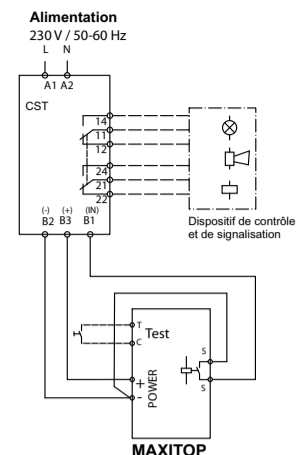 Alimentation
230 V / 50-60 Hz
L N
A1 A2
CST
14
11
12
24
21
22
Dispositif de contrôle
et de signalisation
(-) (+) (IN)
B2 B3 B1
T
Test
C
S
POWER
+
-
S
MAXITOP